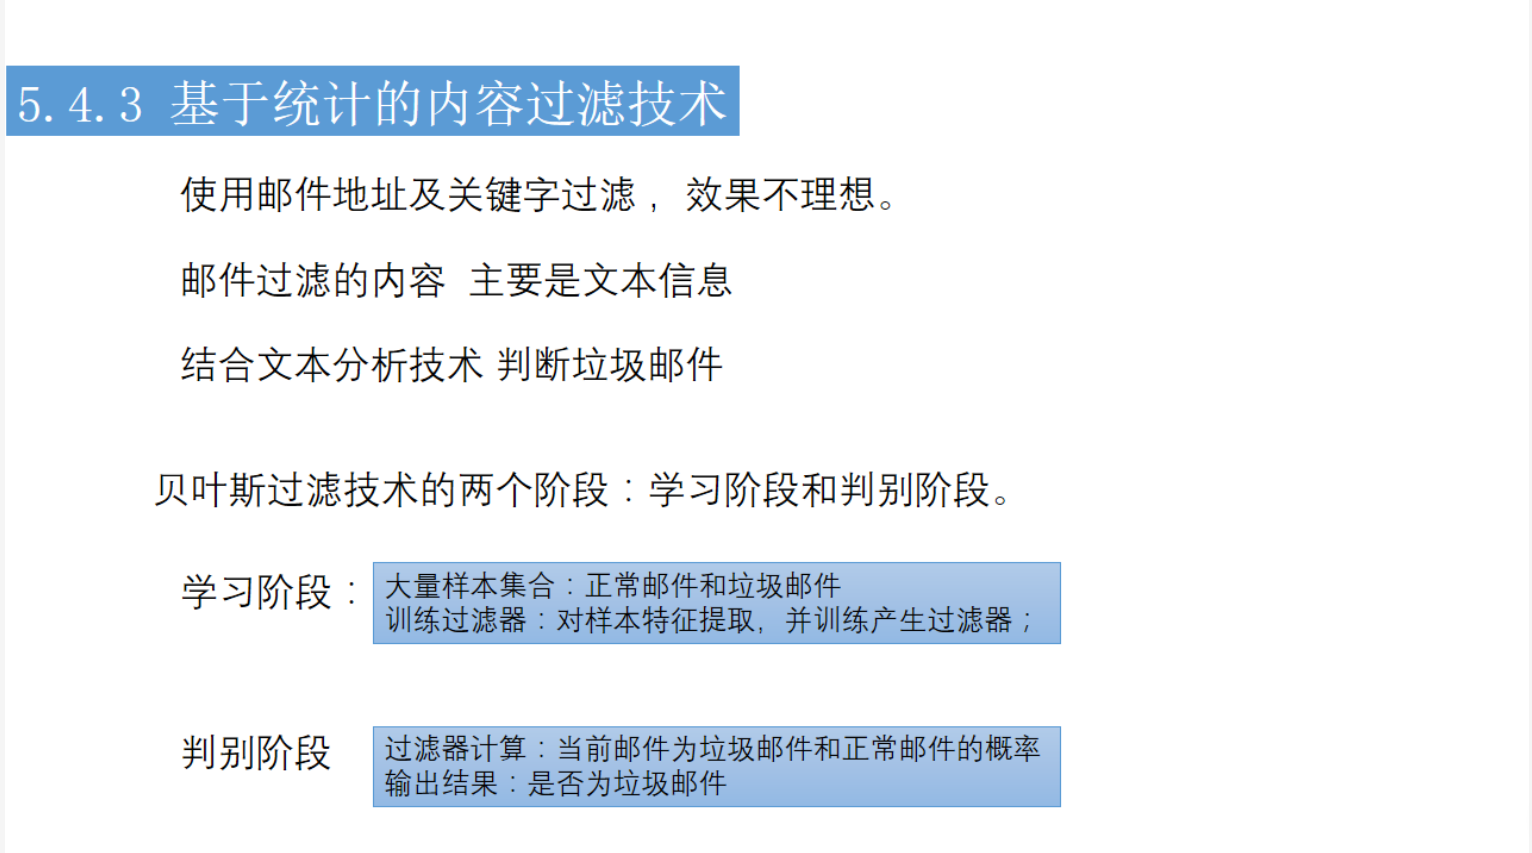 5.4.3 基于统计的内容过滤技术
使用邮件地址及关键字过滤，效果不理想。
邮件过滤的内容 主要是文本信息
结合文本分析技术 判断垃圾邮件
贝叶斯过滤技术的两个阶段：学习阶段和判别阶段。
学习阶段：
大量样本集合：正常邮件和垃圾邮件
训练过滤器：对样本特征提取，并训练产生过滤器；
判别阶段
过滤器计算：当前邮件为垃圾邮件和正常邮件的概率
输出结果：是否为垃圾邮件